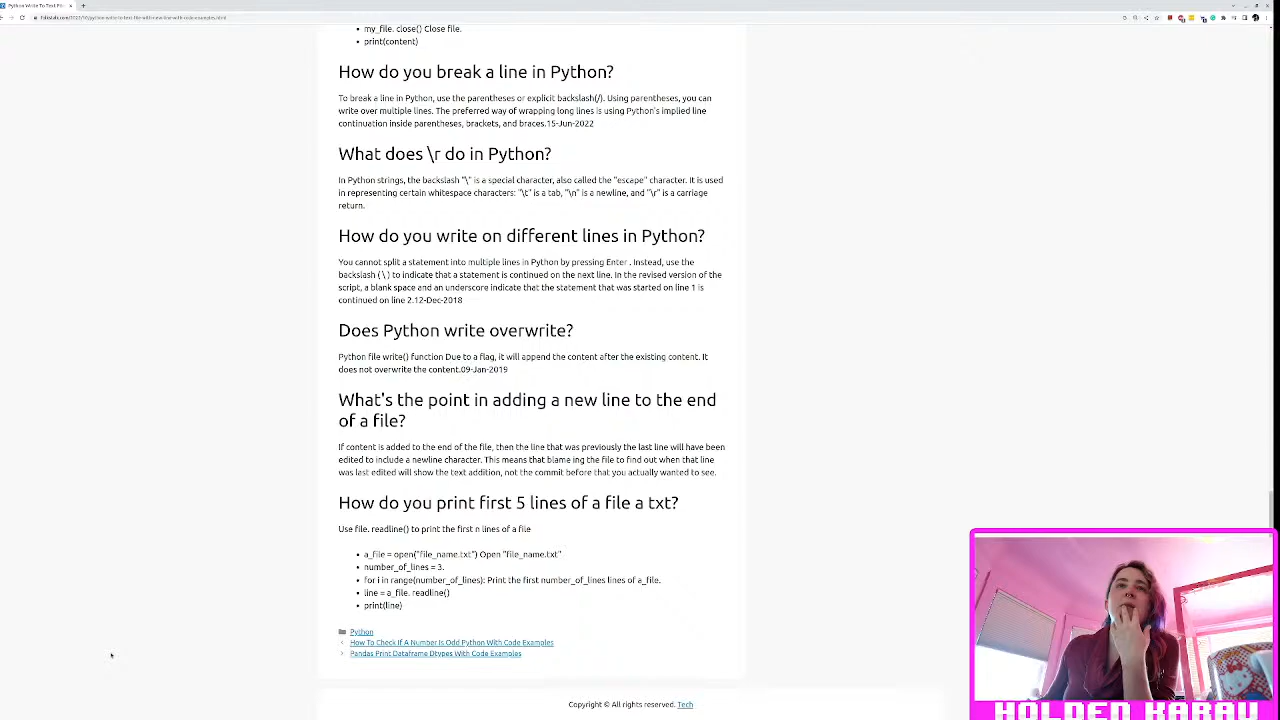 Python Write To Text Fil
my_file. close() Close file.
print(content)
How do you break a line in Python?
To break a line in Python, use the parentheses or explicit backslash(/). Using parentheses, you can
write over multiple lines. The preferred way of wrapping long lines is using Python's implied line
continuation inside parentheses, brackets, and braces.15-Jun-2022
What does \r do in Python?
In Python strings, the backslash "\" is a special character, also called the "escape" character. It is used
in representing certain whitespace characters: "\t" is a tab, "\n" is a newline, and "\r" is a carriage
return.
How do you write on different lines in Python?
You cannot split a statement into multiple lines in Python by pressing Enter . Instead, use the
backslash ( \ ) to indicate that a statement is continued on the next line. In the revised version of the
script, a blank space and an underscore indicate that the statement that was started on line 1 is
continued on line 2.12-Dec-2018
Does Python write overwrite?
Python file write() function Due to a flag, it will append the content after the existing content. It
does not overwrite the content.09-Jan-2019
What's the point in adding a new line to the end
of a file?
If content is added to the end of the file, then the line that was previously the last line will have been
edited to include a newline character. This means that blame ing the file to find out when that line
was last edited will show the text addition, not the commit before that you actually wanted to see.
How do you print first 5 lines of a file a txt?
Use file. readline() to print the first n lines of a file
a_file = open("file_name.txt") Open "file_name.txt"
number_of_lines = 3.
for i in range(number_of_lines): Print the first number_of_lines lines of a_file.
line = a_file. readline()
print(line)
Python
How To Check If A Number Is Odd Python With Code Examples
Pandas Print Dataframe Dtypes With Code Examples
Copyright © All rights reserved. Tech
HOLDEN KARAU